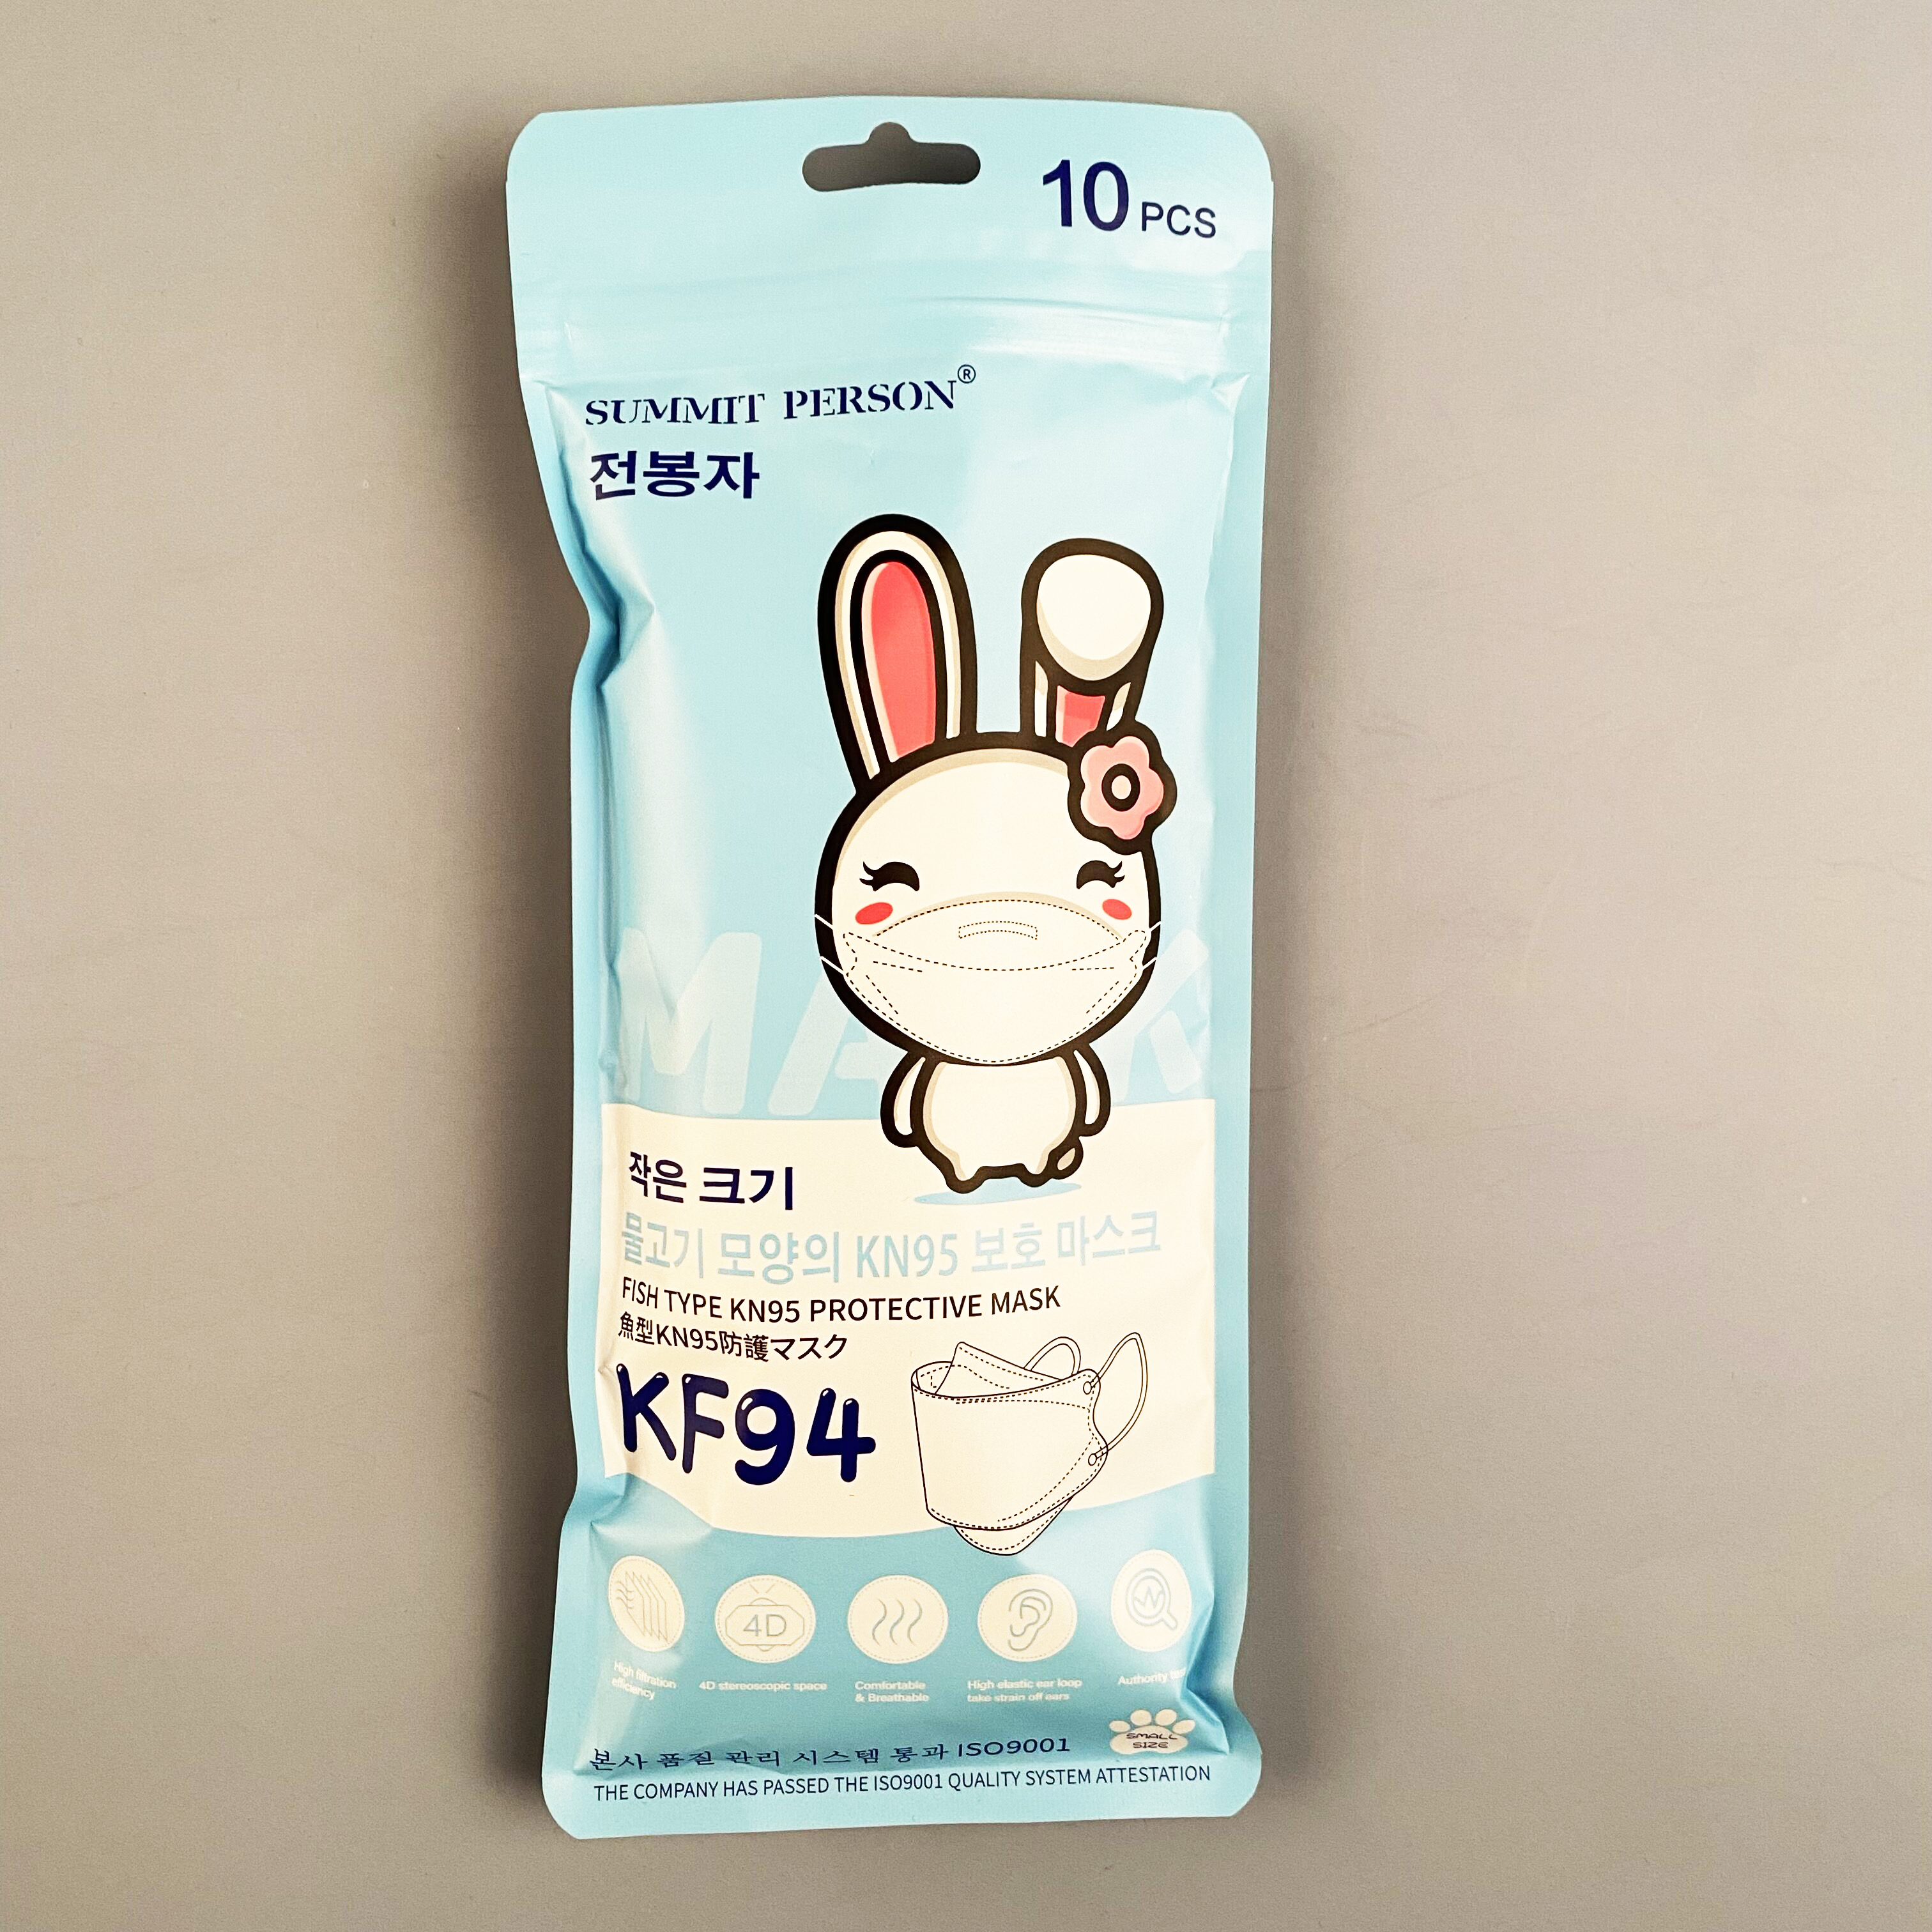 10 PCS
SUMMIT PERSON®
전봉자
MASK
작은 크기
물고기 모양의 KN95 보호 마스크
FISH TYPE KN95 PROTECTIVE MASK
魚型KN95防護マスク
KF94
4D
High filtration
efficiency
4D stereoscopic space
Comfortable
& Breathable
High elastic ear loop
take strain off ears
Authority
SMALL
SIZE
본사 품질 관리 시스템 통과 ISO9001
THE COMPANY HAS PASSED THE ISO9001 QUALITY SYSTEM ATTESTATION